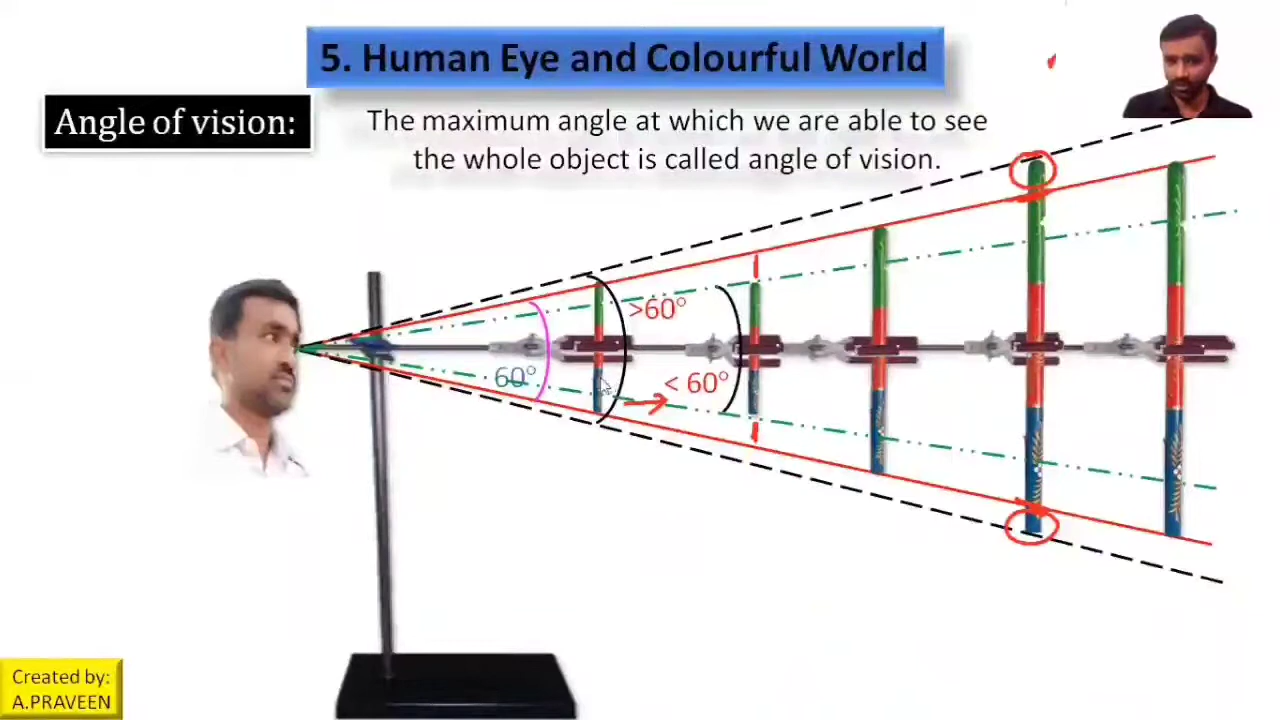 5. Human Eye and Colourful World
Angle of vision:
The maximum angle at which we are able to see
the whole object is called angle of vision.
>60°
60°
< 60°
Created by:
A.PRAVEEN